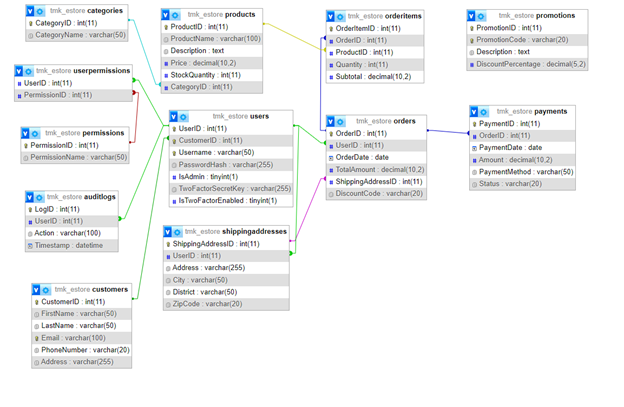 tmk_estore categories
CategoryID : int(11)
CategoryName : varchar(50)
tmk_estore products
ProductID : int(11)
ProductName : varchar(100)
Description : text
Price : decimal(10,2)
StockQuantity : int(11)
CategoryID : int(11)
tmk_estore orderitems
OrderItemID : int(11)
OrderID : int(11)
ProductID : int(11)
Quantity : int(11)
Subtotal : decimal(10,2)
tmk_estore promotions
PromotionID : int(11)
PromotionCode : varchar(20)
Description : text
DiscountPercentage : decimal(5,2)
tmk_estore userpermissions
UserID : int(11)
PermissionID : int(11)
tmk_estore permissions
PermissionID : int(11)
PermissionName : varchar(50)
tmk_estore users
UserID : int(11)
CustomerID : int(11)
Username : varchar(50)
PasswordHash : varchar(255)
IsAdmin : tinyint(1)
TwoFactorSecretKey : varchar(255)
IsTwoFactorEnabled : tinyint(1)
tmk_estore orders
OrderID : int(11)
UserID : int(11)
OrderDate : date
TotalAmount : decimal(10,2)
ShippingAddressID : int(11)
DiscountCode : varchar(20)
tmk_estore payments
PaymentID : int(11)
OrderID : int(11)
PaymentDate : date
Amount : decimal(10,2)
PaymentMethod : varchar(50)
Status : varchar(20)
tmk_estore auditlogs
LogID : int(11)
UserID : int(11)
Action : varchar(100)
Timestamp : datetime
tmk_estore shippingaddresses
ShippingAddressID : int(11)
UserID : int(11)
Address : varchar(255)
City : varchar(50)
District : varchar(50)
ZipCode : varchar(20)
tmk_estore customers
CustomerID : int(11)
FirstName : varchar(50)
LastName : varchar(50)
Email : varchar(100)
PhoneNumber : varchar(20)
Address : varchar(255)